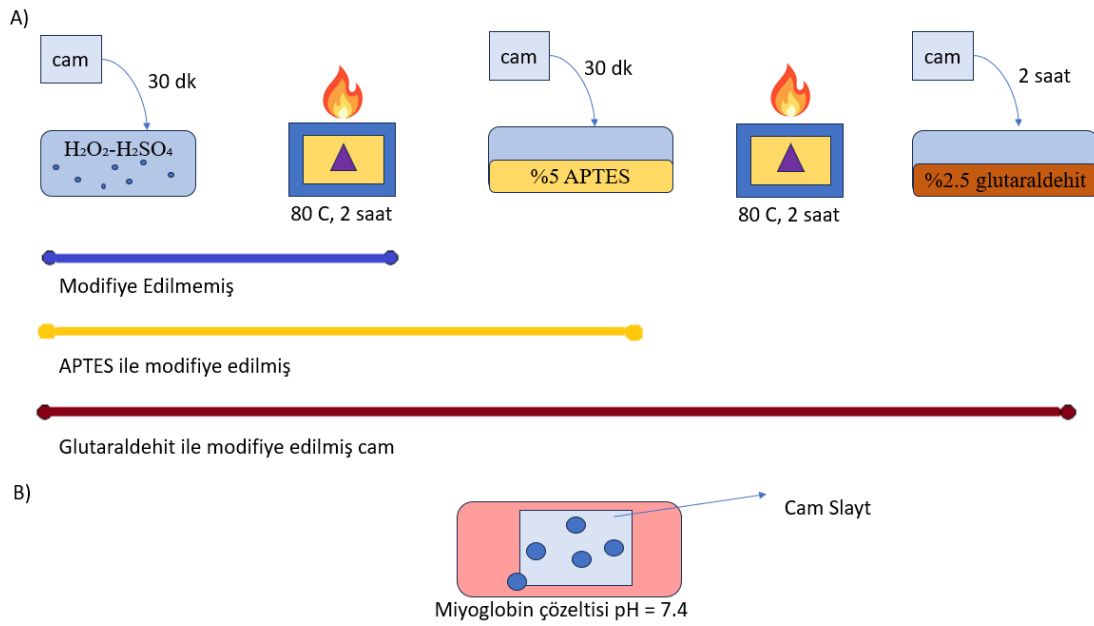 A)
cam
30 dk
H₂O₂-H₂SO₄
80 C, 2 saat
cam
30 dk
%5 APTES
80 C, 2 saat
cam
2 saat
%2.5 glutaraldehit
Modifiye Edilmemiş
APTES ile modifiye edilmiş
Glutaraldehit ile modifiye edilmiş cam
B)
Cam Slayt
Miyoglobin çözeltisi pH = 7.4